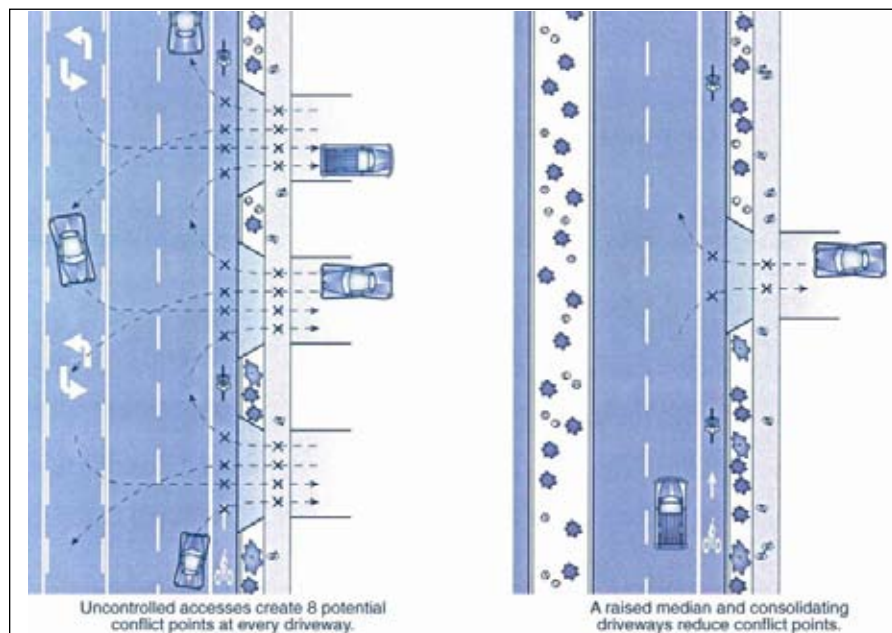 Uncontrolled accesses create 8 potential
conflict points at every driveway.
A raised median and consolidating
driveways reduce conflict points.